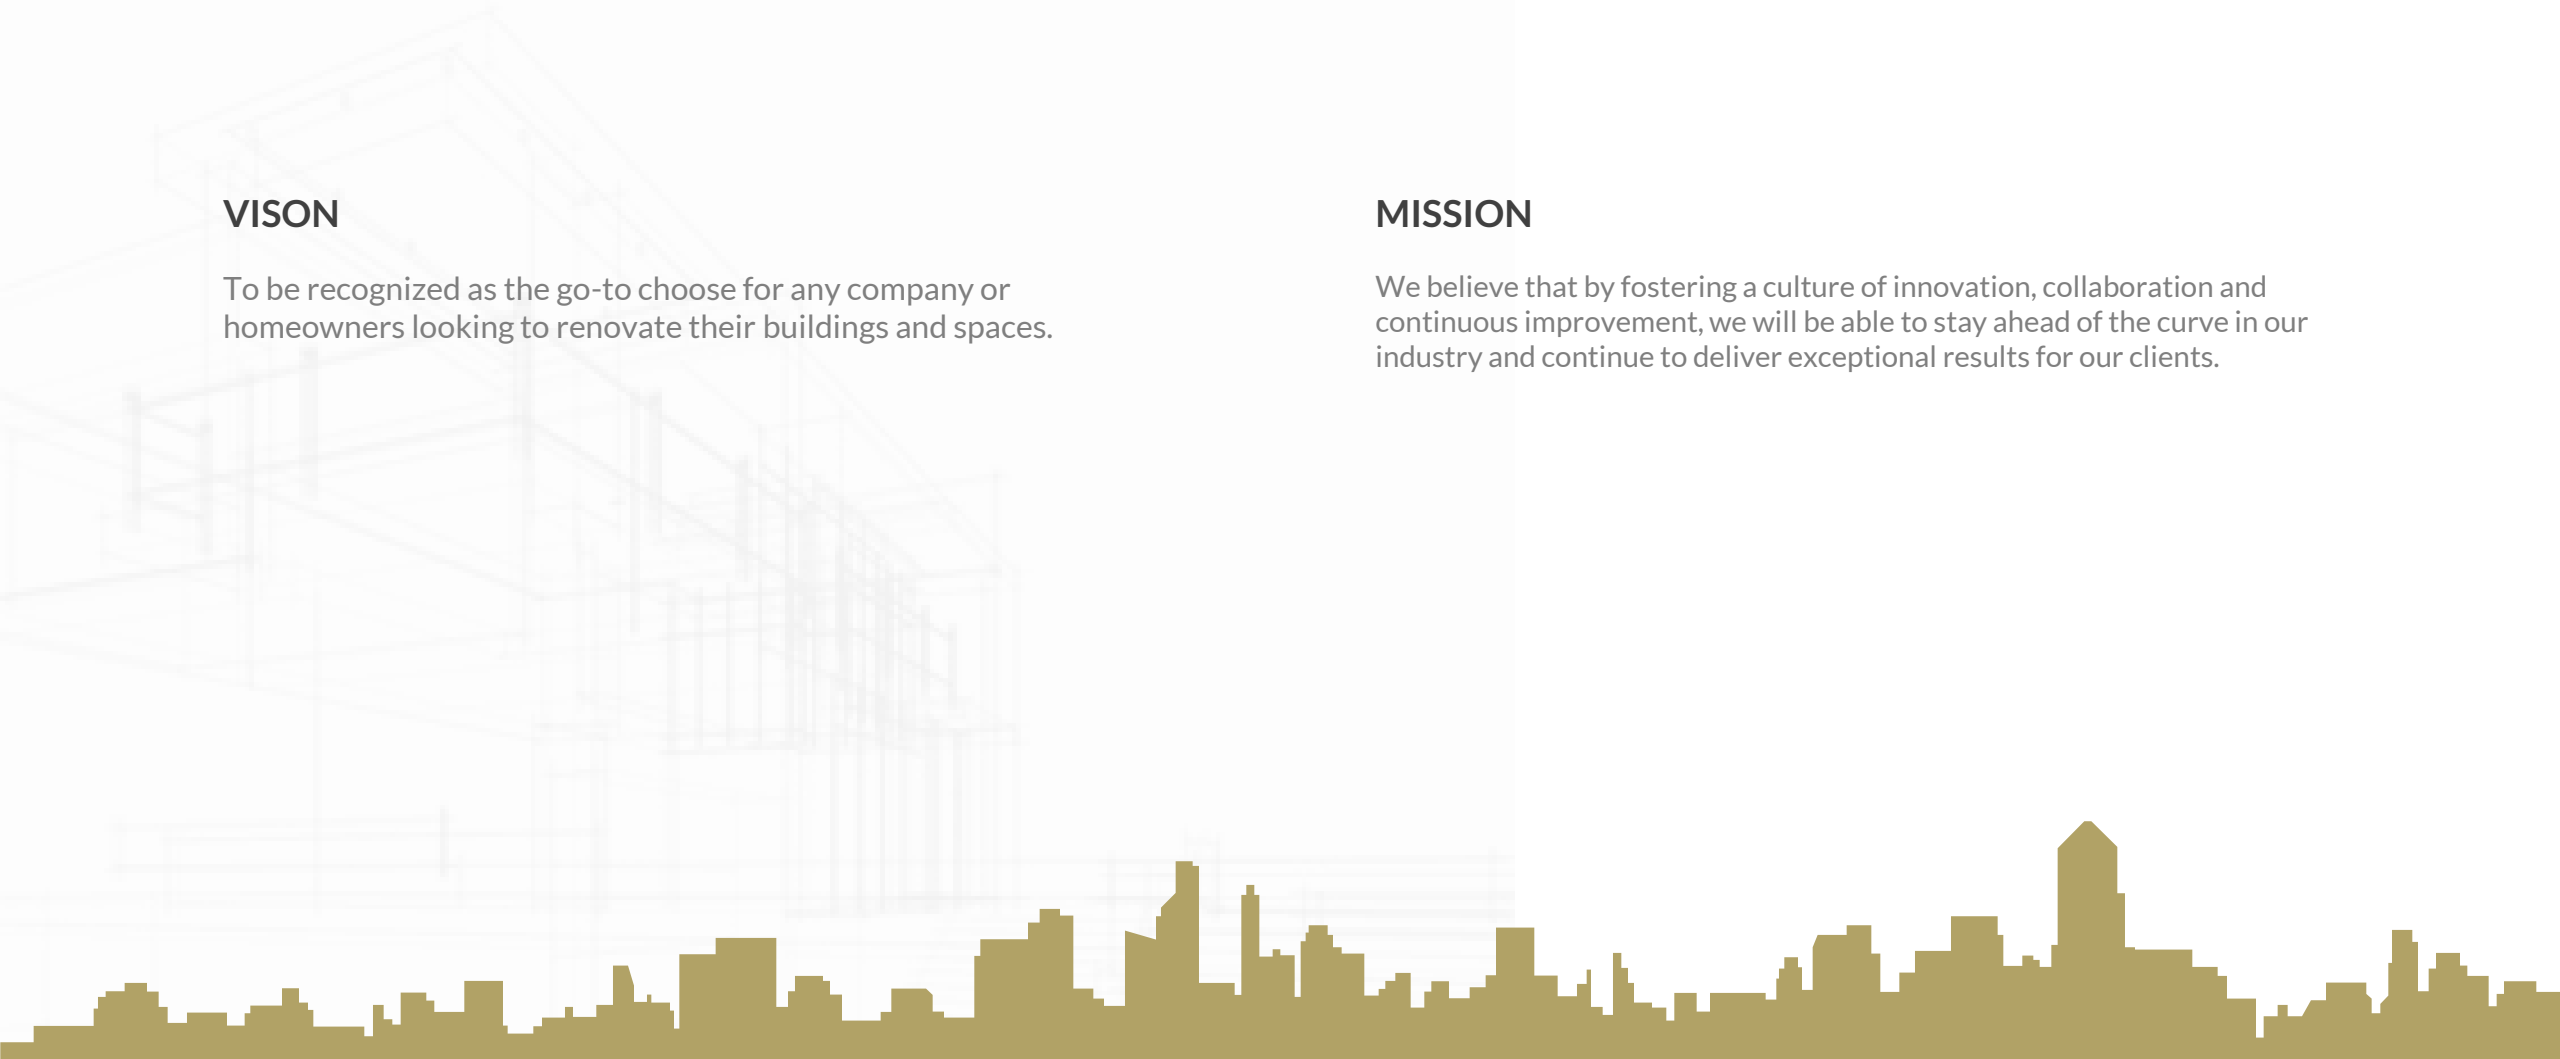 VISON
To be recognized as the go-to choose for any company or
homeowners looking to renovate their buildings and spaces.
MISSION
We believe that by fostering a culture of innovation, collaboration and
continuous improvement, we will be able to stay ahead of the curve in our
industry and continue to deliver exceptional results for our clients.